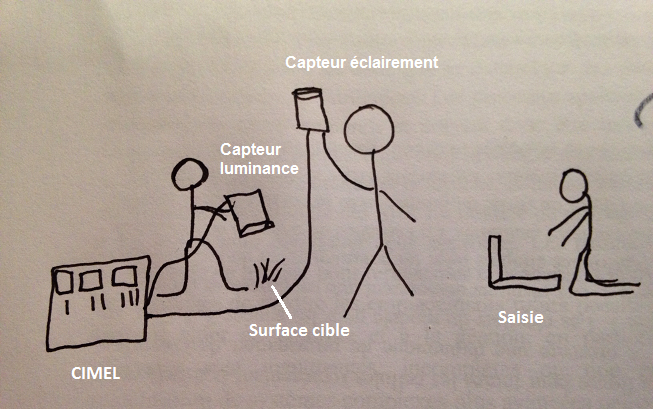 Capteur éclairement
Capteur
luminance
Surface cible
Saisie
CIMEL